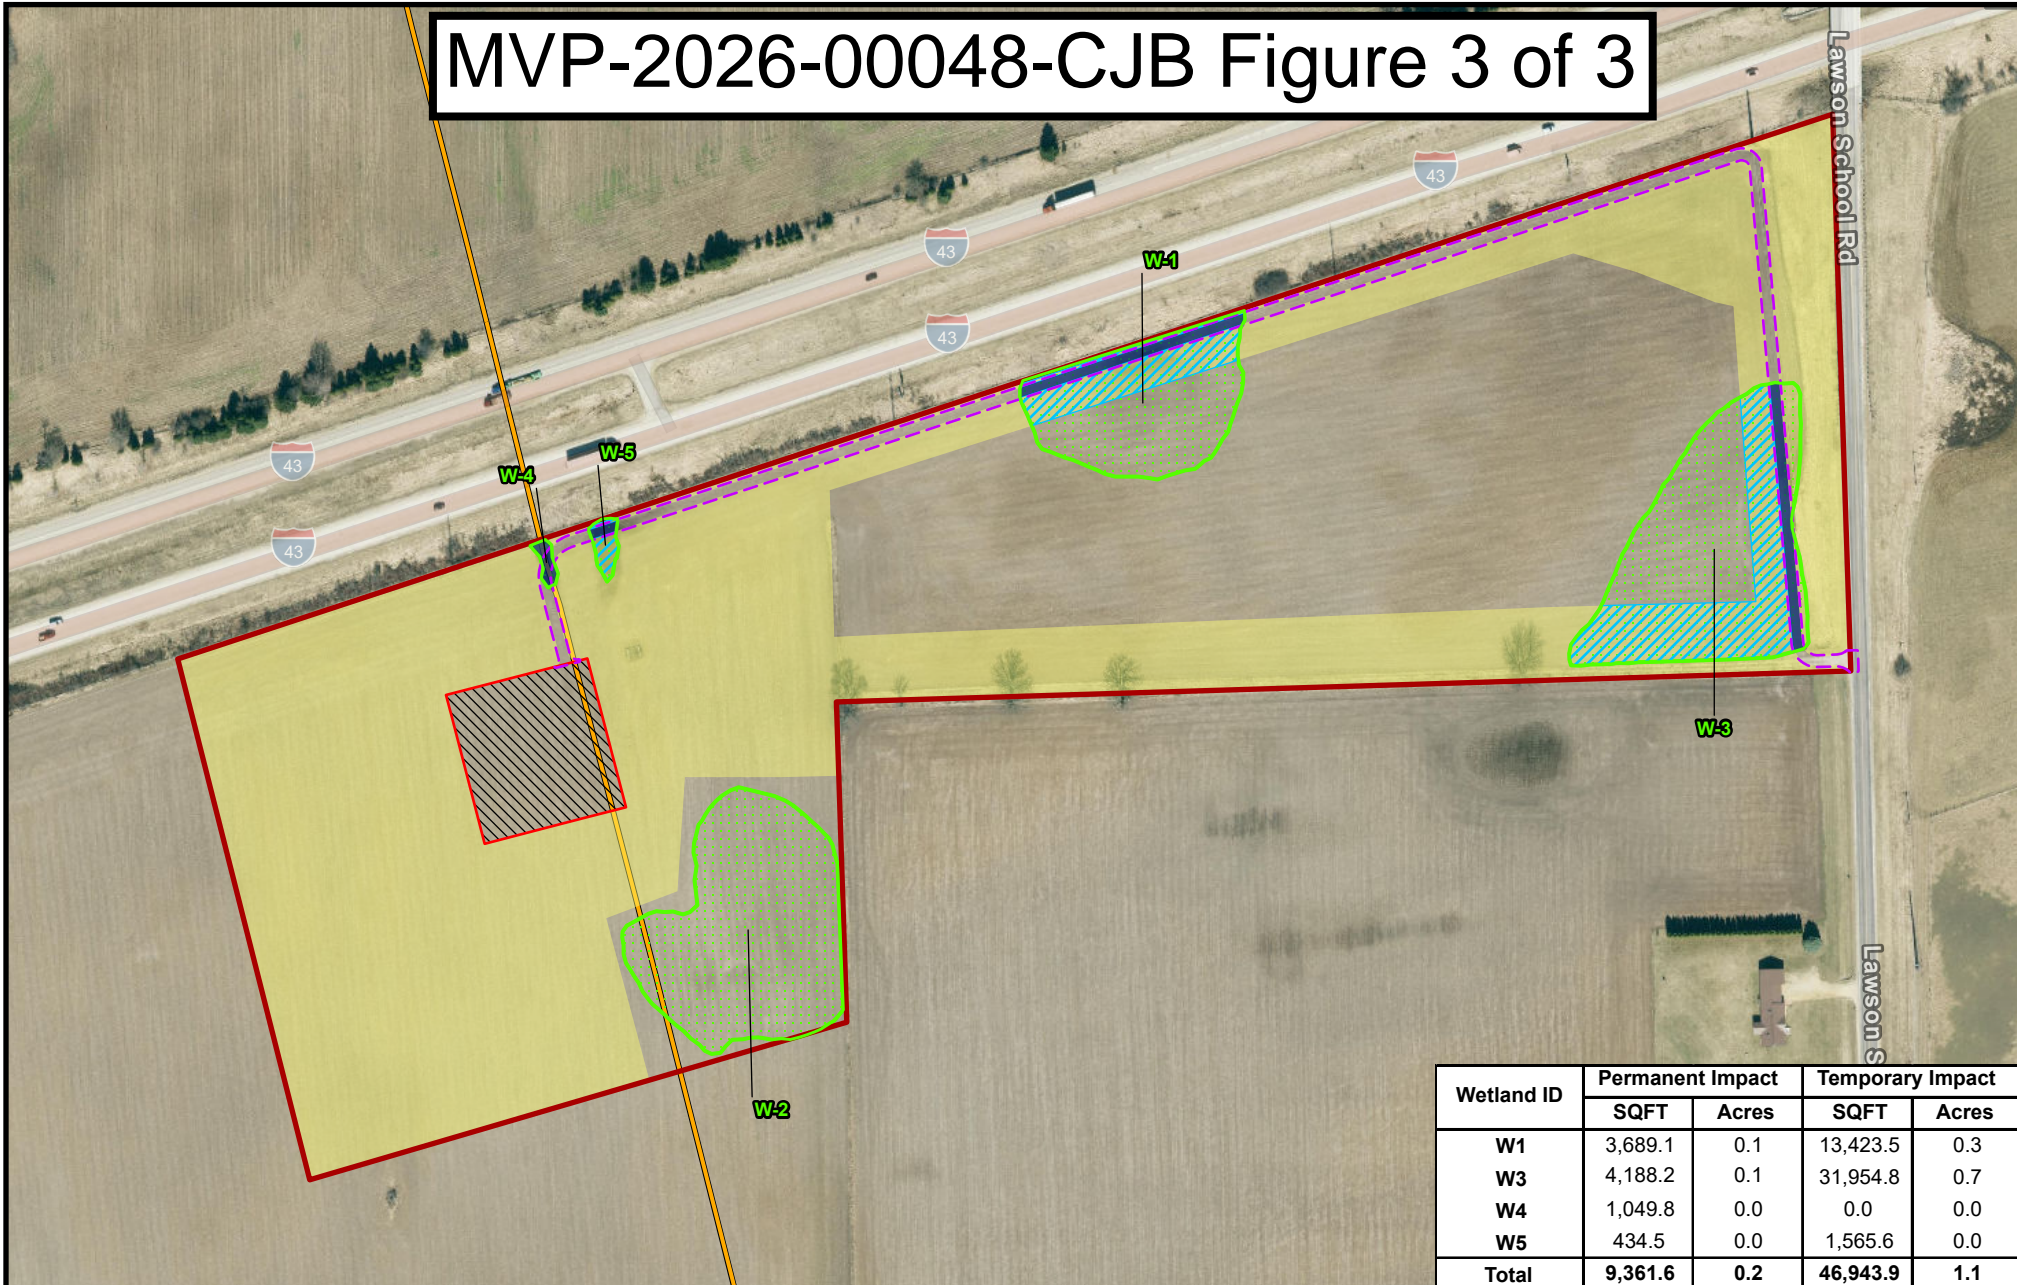 MVP-2026-00048-CJB Figure 3 of 3
Lawson School Rd
43
43
W-1
43
43
W-5
43
W-4
43
W-3
Lawson S
W-2
Wetland ID Permanent Impact Temporary Impact
SQFT Acres SQFT Acres
W1 3,689.1 0.1 13,423.5 0.3
W3 4,188.2 0.1 31,954.8 0.7
W4 1,049.8 0.0 0.0 0.0
W5 434.5 0.0 1,565.6 0.0
Total 9,361.6 0.2 46,943.9 1.1